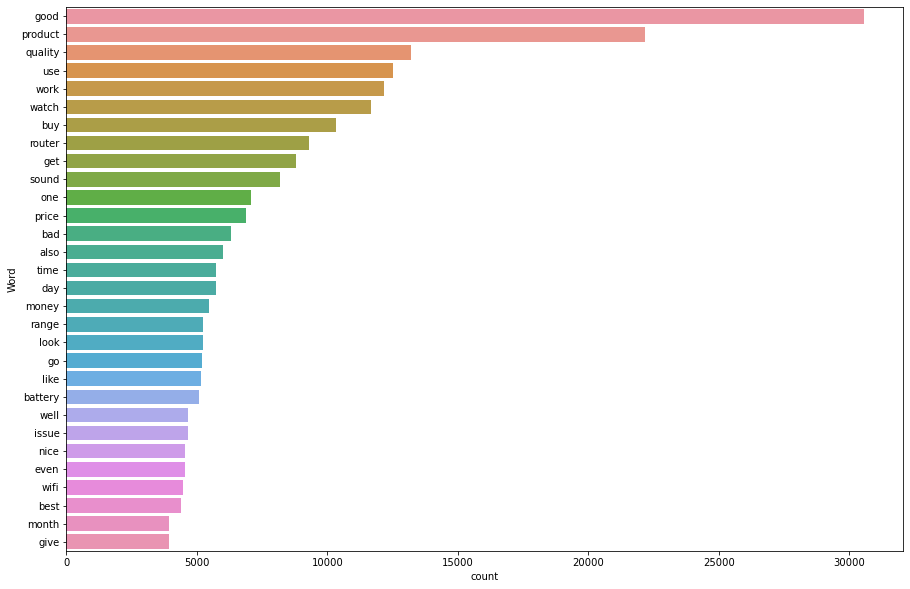 good
product
quality
use
work
watch
buy
router
get
sound
one
price
bad
also
time
day
money
range
look
go
like
battery
well
issue
nice
even
wifi
best
month
give
Word
0 5000 10000 15000 20000 25000 30000
count